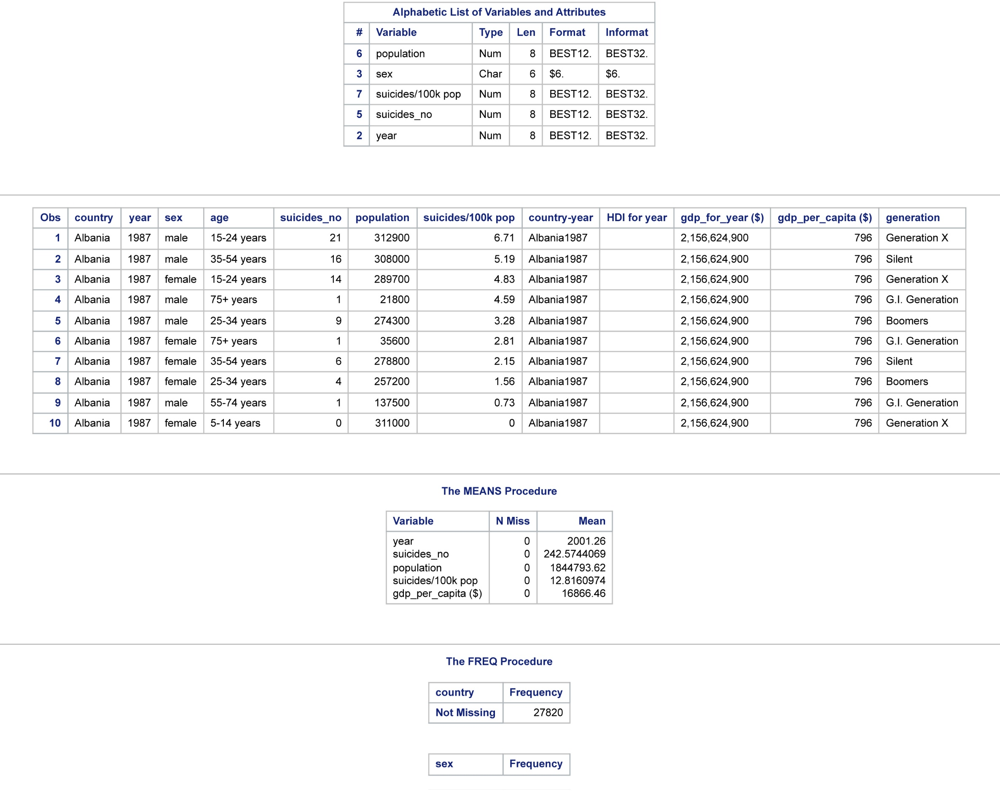 Alphabetic List of Variables and Attributes
# Variable Type Len Format Informat
6 population Num 8 BEST12. BEST32.
3 sex Char 6 $6. $6.
7 suicides/100k pop Num 8 BEST12. BEST32.
5 suicides_no Num 8 BEST12. BEST32.
2 year Num 8 BEST12. BEST32.
Obs country year sex age suicides_no population suicides/100k pop country-year HDI for year gdp_for_year ($) gdp_per_capita ($) generation
1 Albania 1987 male 15-24 years 21 312900 6.71 Albania1987 2,156,624,900 796 Generation X
2 Albania 1987 male 35-54 years 16 308000 5.19 Albania1987 2,156,624,900 796 Silent
3 Albania 1987 female 15-24 years 14 289700 4.83 Albania1987 2,156,624,900 796 Generation X
4 Albania 1987 male 75+ years 1 21800 4.59 Albania1987 2,156,624,900 796 G.I. Generation
5 Albania 1987 male 25-34 years 9 274300 3.28 Albania1987 2,156,624,900 796 Boomers
6 Albania 1987 female 75+ years 1 35600 2.81 Albania1987 2,156,624,900 796 G.I. Generation
7 Albania 1987 female 35-54 years 6 278800 2.15 Albania1987 2,156,624,900 796 Silent
8 Albania 1987 female 25-34 years 4 257200 1.56 Albania1987 2,156,624,900 796 Boomers
9 Albania 1987 male 55-74 years 1 137500 0.73 Albania1987 2,156,624,900 796 G.I. Generation
10 Albania 1987 female 5-14 years 0 311000 0 Albania1987 2,156,624,900 796 Generation X
The MEANS Procedure
Variable N Miss Mean
year 0 2001.26
suicides_no 0 242.5744069
population 0 1844793.62
suicides/100k pop 0 12.8160974
gdp_per_capita ($) 0 16866.46
The FREQ Procedure
country Frequency
Not Missing 27820
sex Frequency